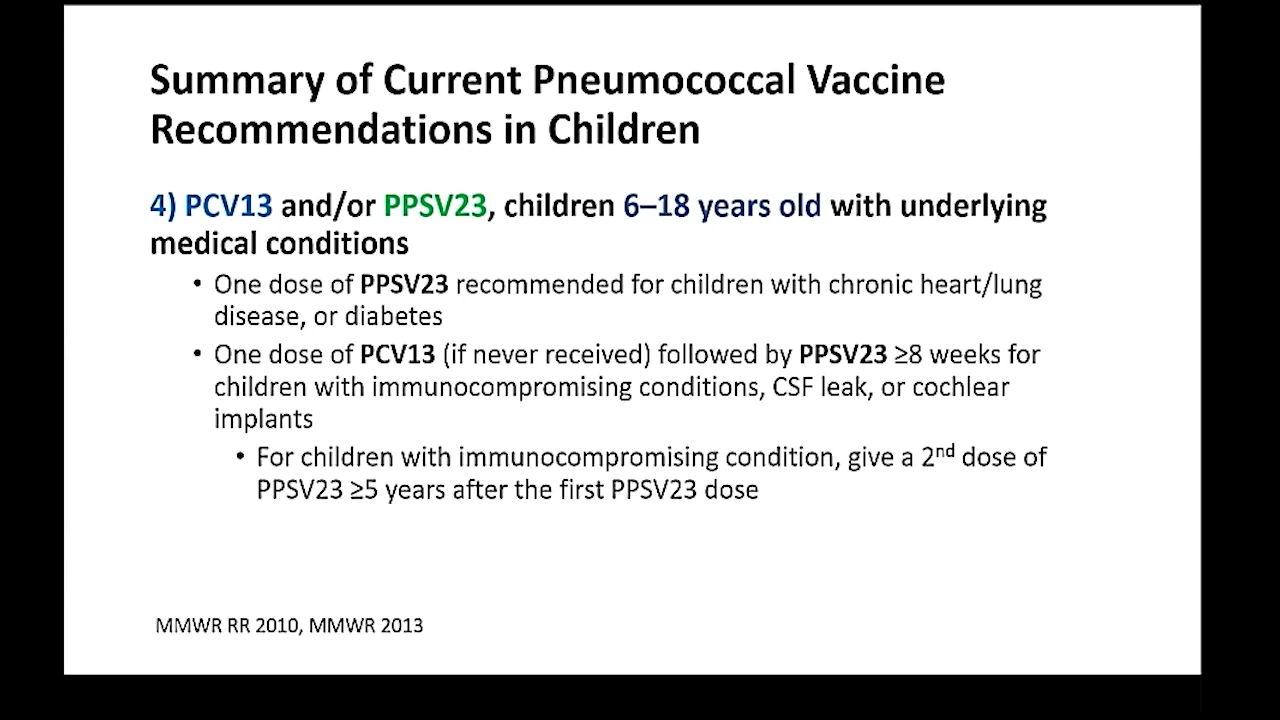 Summary of Current Pneumococcal Vaccine
Recommendations in Children
4) PCV13 and/or PPSV23, children 6–18 years old with underlying
medical conditions
• One dose of PPSV23 recommended for children with chronic heart/lung
disease, or diabetes
• One dose of PCV13 (if never received) followed by PPSV23 ≥8 weeks for
children with immunocompromising conditions, CSF leak, or cochlear
implants
• For children with immunocompromising condition, give a 2nd dose of
PPSV23 ≥5 years after the first PPSV23 dose
MMWR RR 2010, MMWR 2013